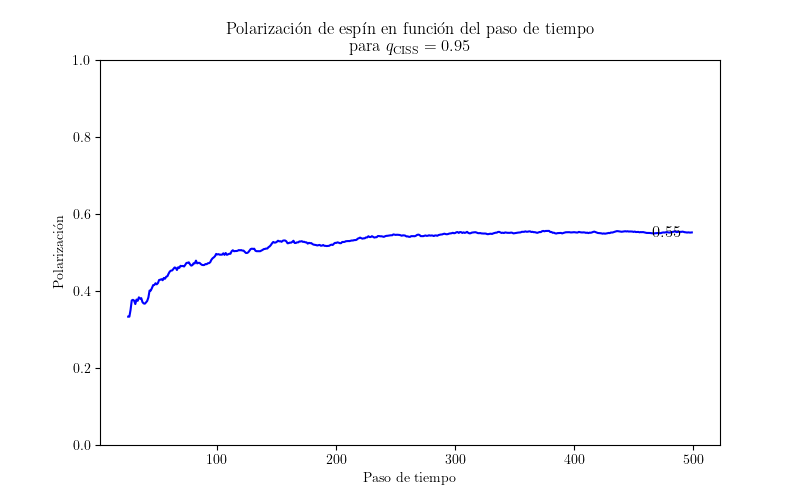 Polarización de espín en función del paso de tiempo
para q_CISS = 0.95
1.0
0.8
0.6
0.4
0.2
0.0
Polarización
0.55
100 200 300 400 500
Paso de tiempo